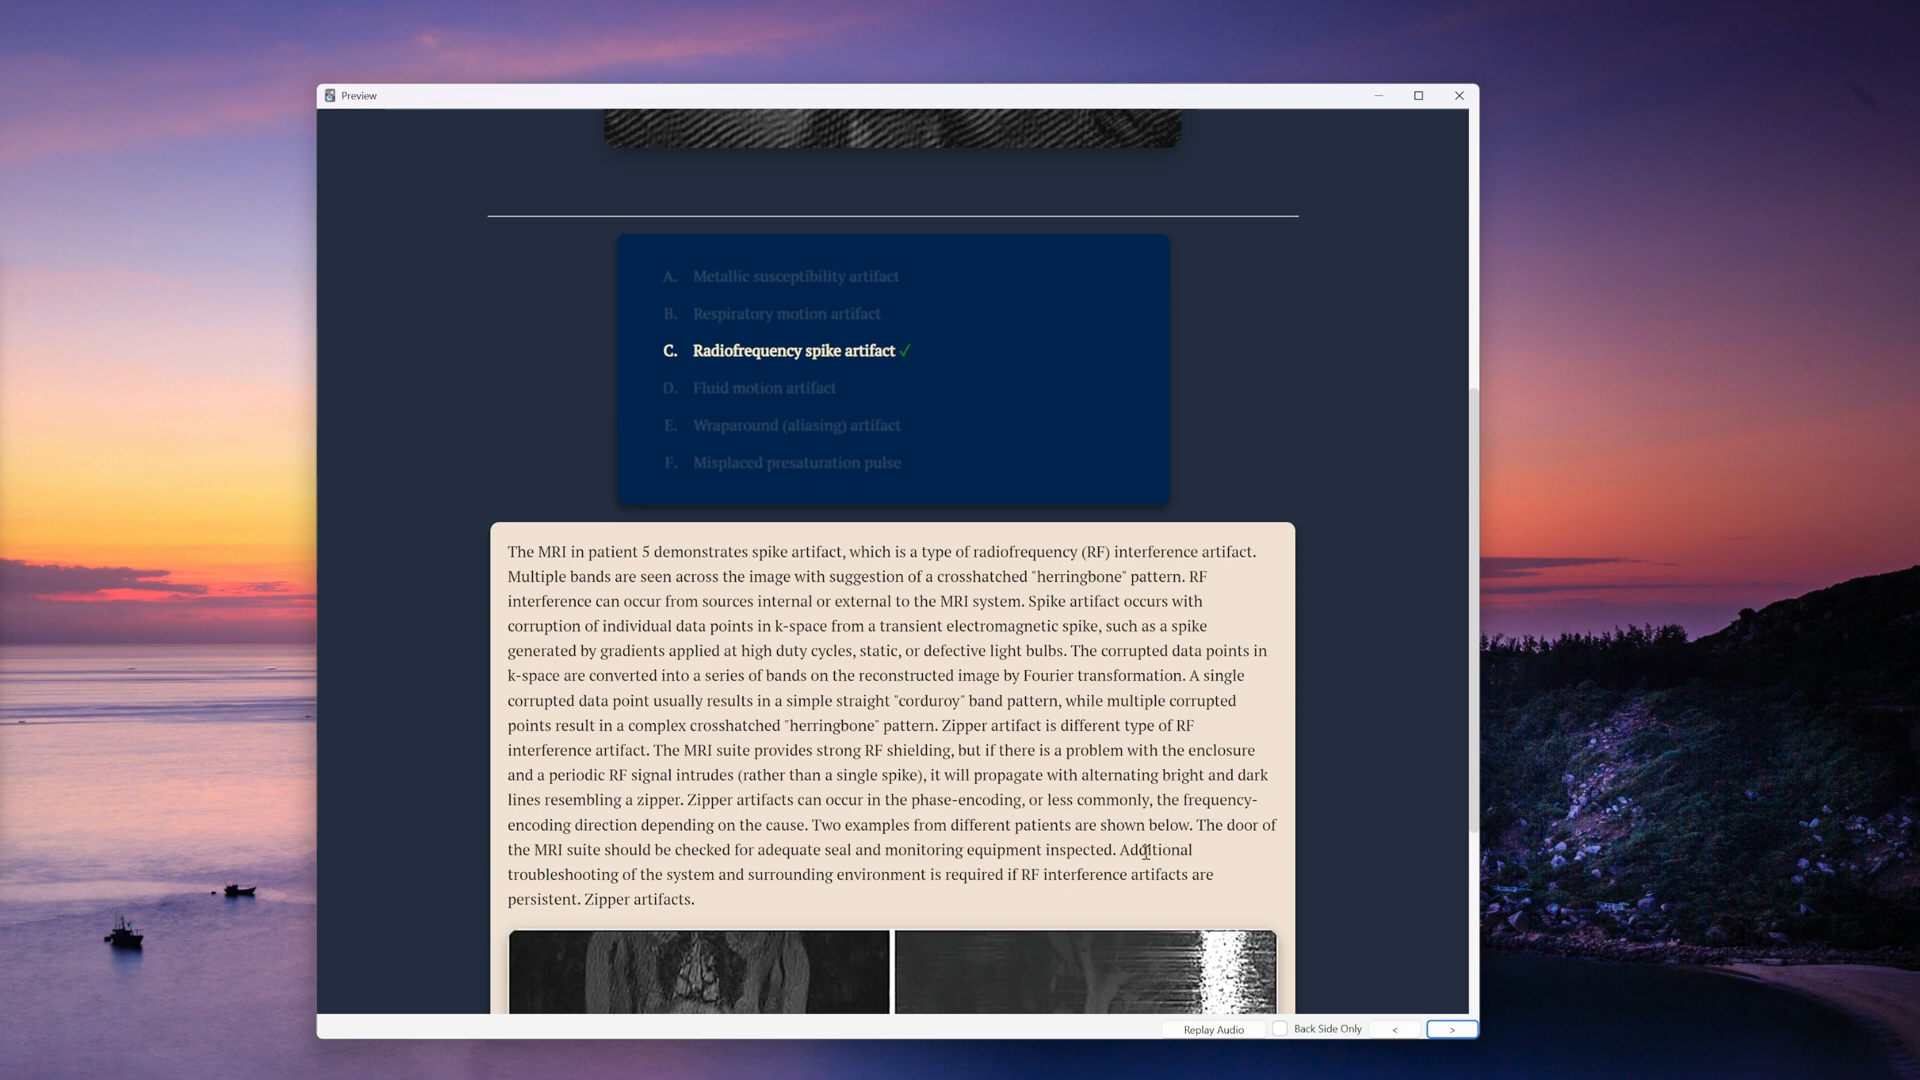 Preview
A. Metallic susceptibility artifact
B. Respiratory motion artifact
C. Radiofrequency spike artifact ✓
D. Fluid motion artifact
E. Wraparound (aliasing) artifact
F. Misplaced presaturation pulse
The MRI in patient 5 demonstrates spike artifact, which is a type of radiofrequency (RF) interference artifact.
Multiple bands are seen across the image with suggestion of a crosshatched "herringbone" pattern. RF
interference can occur from sources internal or external to the MRI system. Spike artifact occurs with
corruption of individual data points in k-space from a transient electromagnetic spike, such as a spike
generated by gradients applied at high duty cycles, static, or defective light bulbs. The corrupted data points in
k-space are converted into a series of bands on the reconstructed image by Fourier transformation. A single
corrupted data point usually results in a simple straight "corduroy" band pattern, while multiple corrupted
points result in a complex crosshatched "herringbone" pattern. Zipper artifact is different type of RF
interference artifact. The MRI suite provides strong RF shielding, but if there is a problem with the enclosure
and a periodic RF signal intrudes (rather than a single spike), it will propagate with alternating bright and dark
lines resembling a zipper. Zipper artifacts can occur in the phase-encoding, or less commonly, the frequency-
encoding direction depending on the cause. Two examples from different patients are shown below. The door of
the MRI suite should be checked for adequate seal and monitoring equipment inspected. Additional
troubleshooting of the system and surrounding environment is required if RF interference artifacts are
persistent. Zipper artifacts.
Replay Audio Back Side Only < >